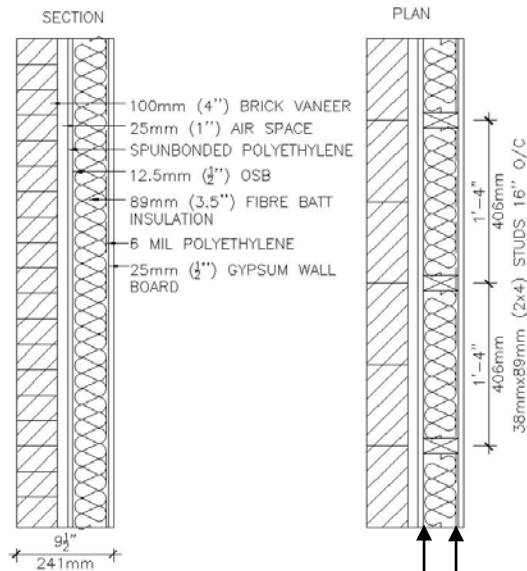 SECTION
PLAN
100mm (4") BRICK VANEER
25mm (1") AIR SPACE
SPUNBONDED POLYETHYLENE
12.5mm (½") OSB
89mm (3.5") FIBRE BATT
INSULATION
6 MIL POLYETHYLENE
25mm (½") GYPSUM WALL
BOARD
9½"
241mm
1'-4"
406mm
1'-4"
406mm
38mmx89mm (2x4) STUDS 16" O/C